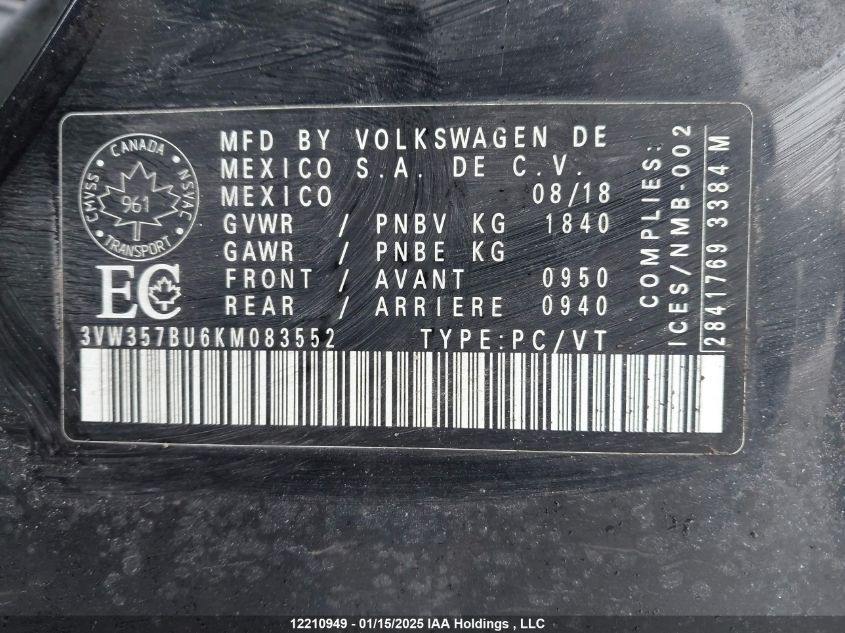 CANADA
CMVSS
NSVAC
961
TRANSPORT
EC
MFD BY VOLKSWAGEN DE
MEXICO S.A. DE C.V.
MEXICO 08/18
GVWR / PNBV KG 1840
GAWR / PNBE KG
FRONT / AVANT 0950
REAR / ARRIERE 0940
3VW357BU6KM083552 TYPE:PC/VT
COMPLIES:
ICES/NMB-002
2841769 3384 M
12210949 - 01/15/2025 IAA Holdings , LLC